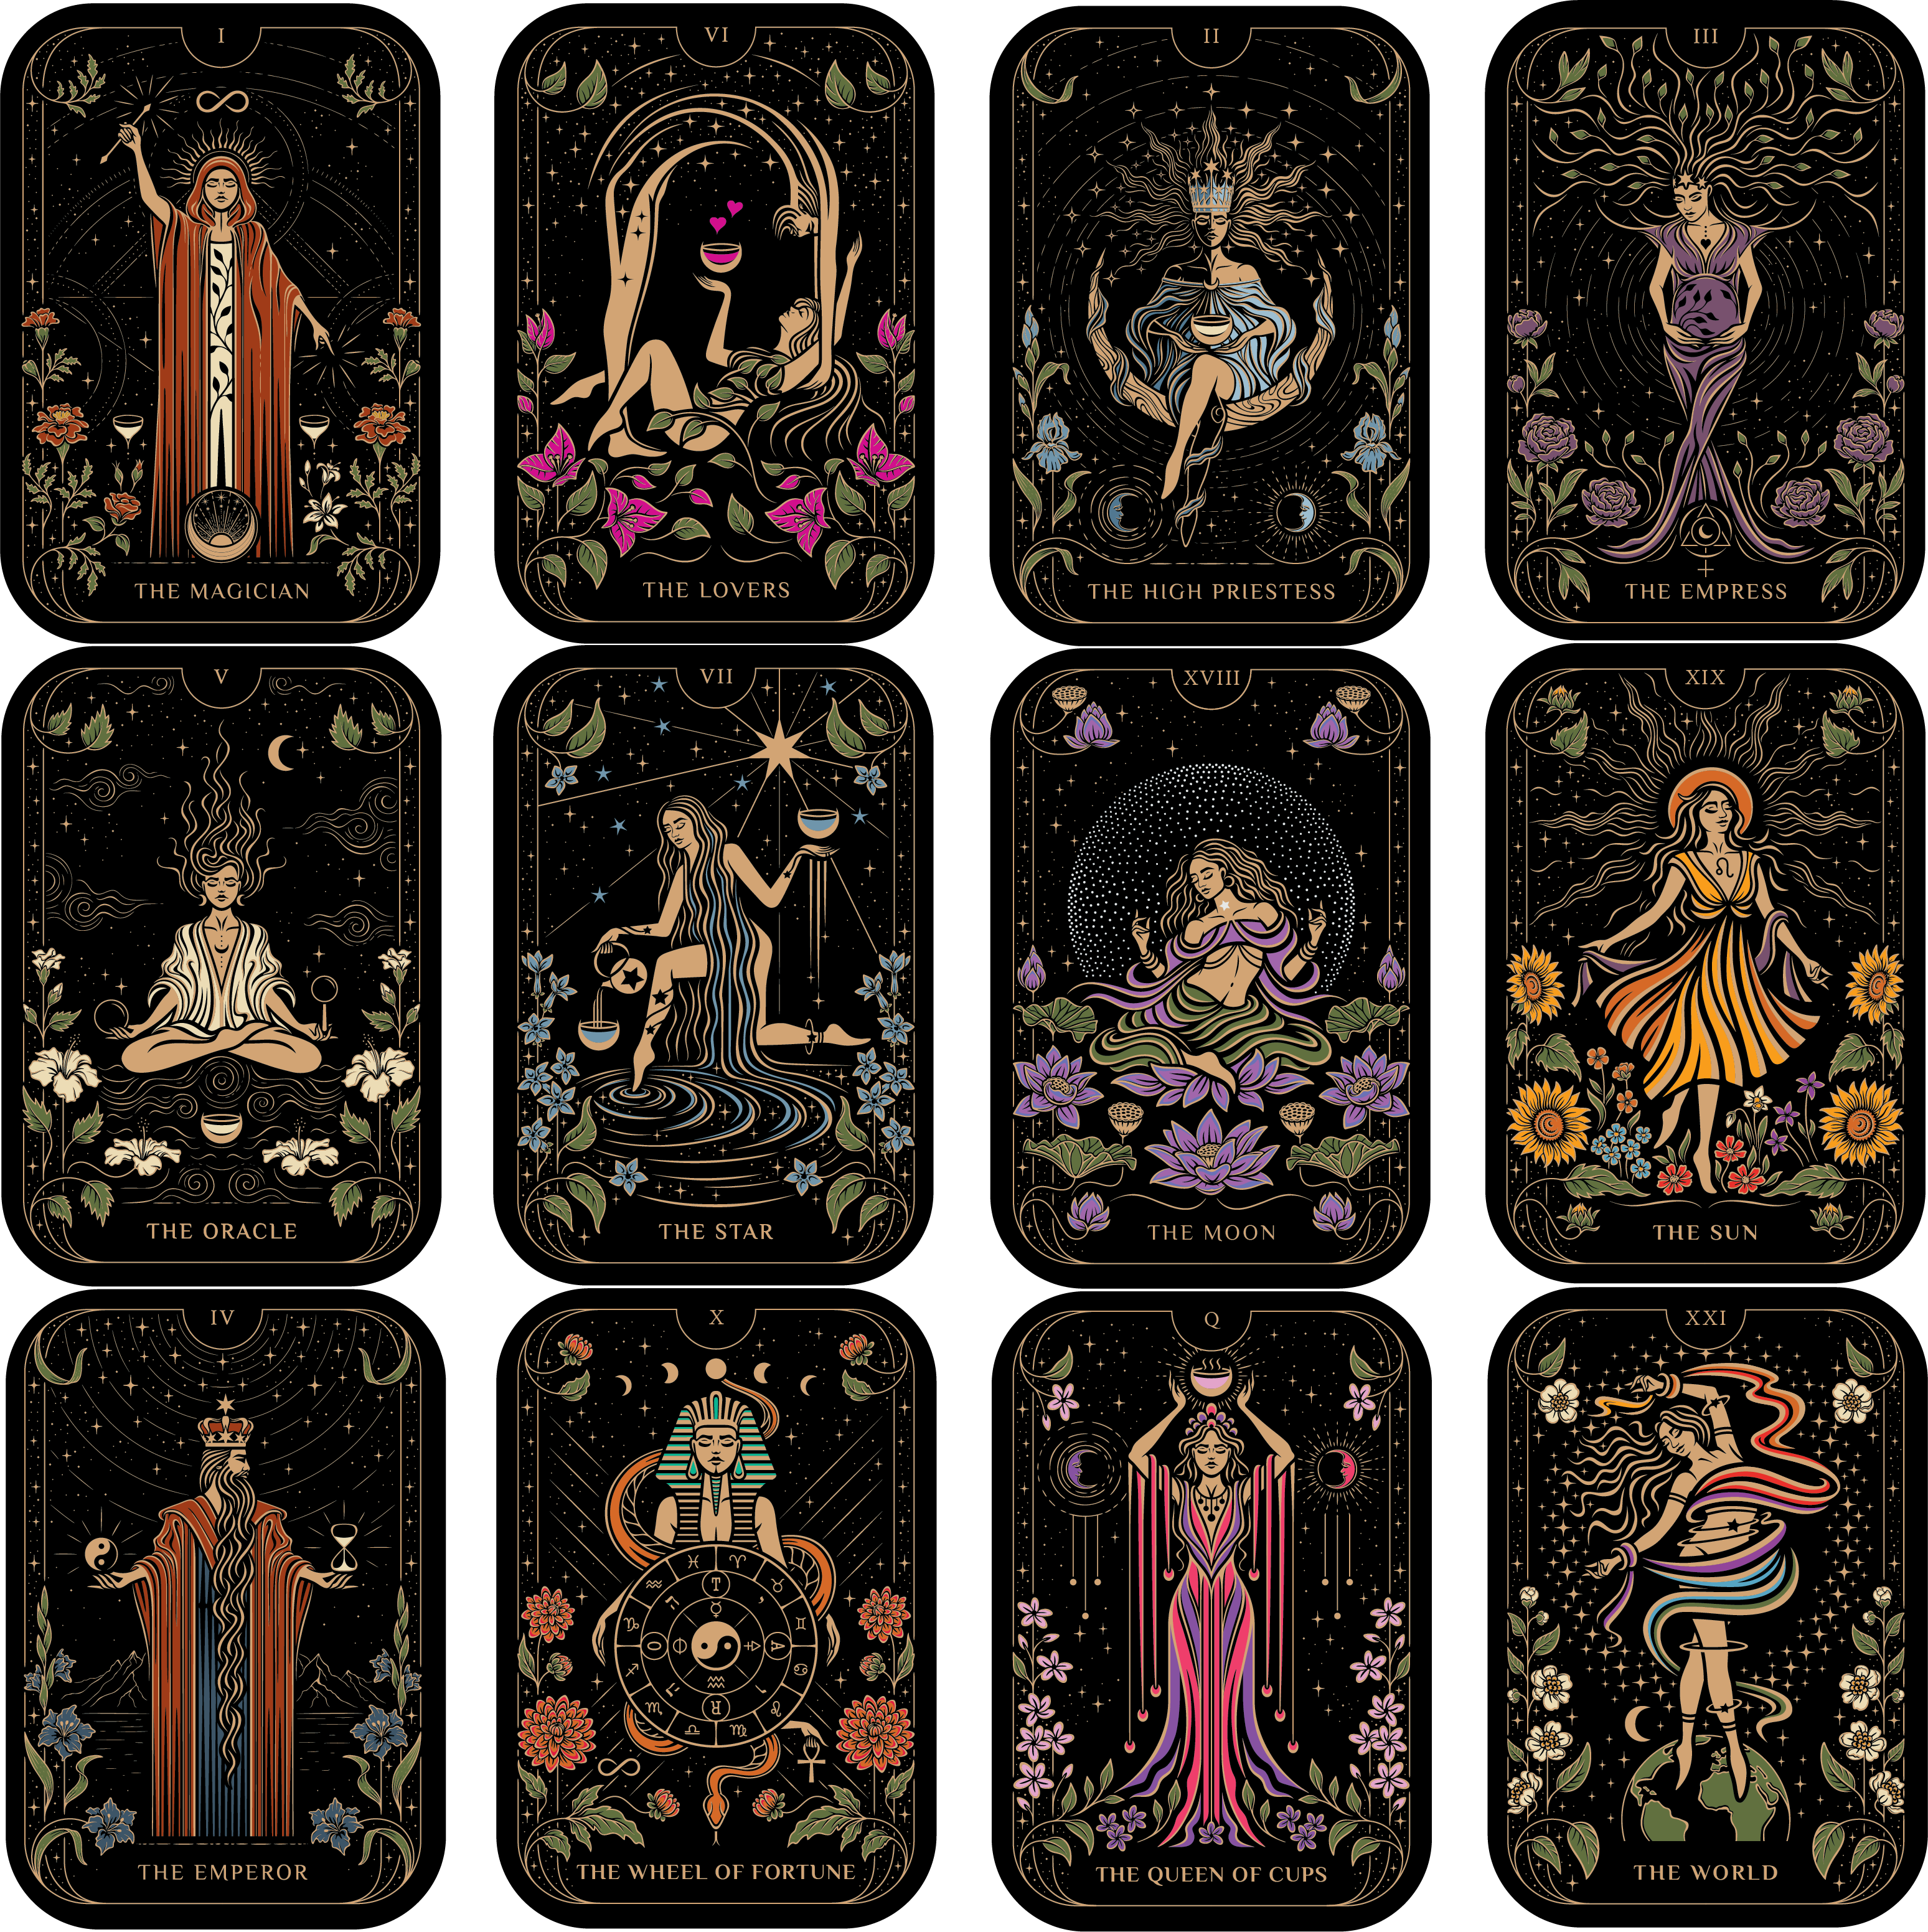 I
THE MAGICIAN
VI
THE LOVERS
II
THE HIGH PRIESTESS
III
THE EMPRESS
V
THE ORACLE
VII
THE STAR
XVIII
THE MOON
XIX
THE SUN
IV
THE EMPEROR
X
T
A
R
O
THE WHEEL OF FORTUNE
Q
THE QUEEN OF CUPS
XXI
THE WORLD